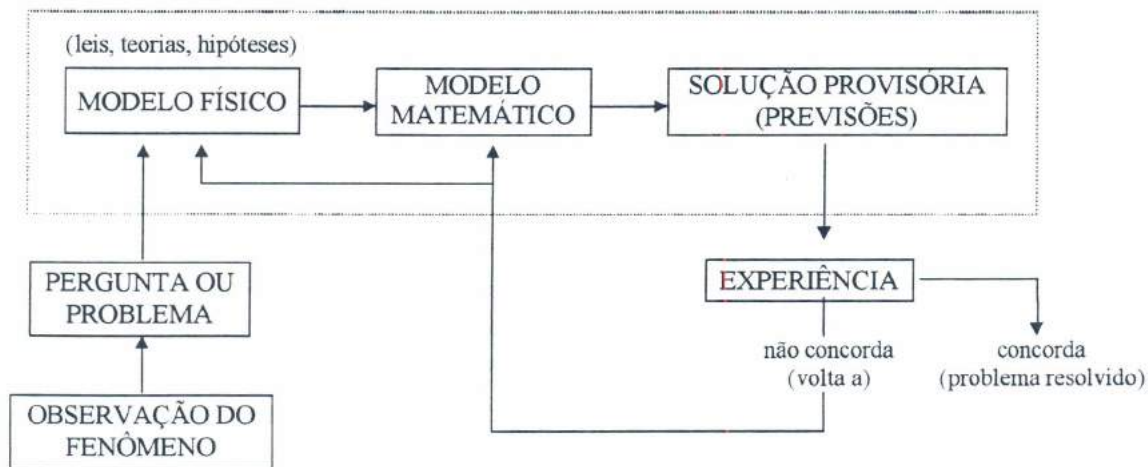 (leis, teorias, hipóteses)
MODELO FÍSICO
MODELO
MATEMÁTICO
SOLUÇÃO PROVISÓRIA
(PREVISÕES)
PERGUNTA OU
PROBLEMA
EXPERIÊNCIA
não concorda
(volta a)
concorda
(problema resolvido)
OBSERVAÇÃO DO
FENÔMENO